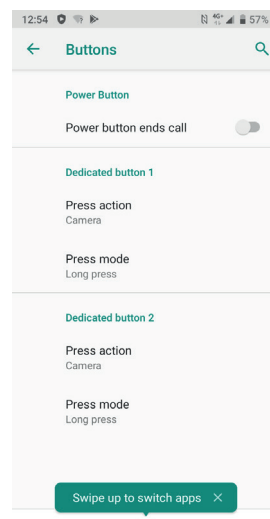 12:54 4G+ 57%
Buttons
Power Button
Power button ends call
Dedicated button 1
Press action
Camera
Press mode
Long press
Dedicated button 2
Press action
Camera
Press mode
Long press
Swipe up to switch apps